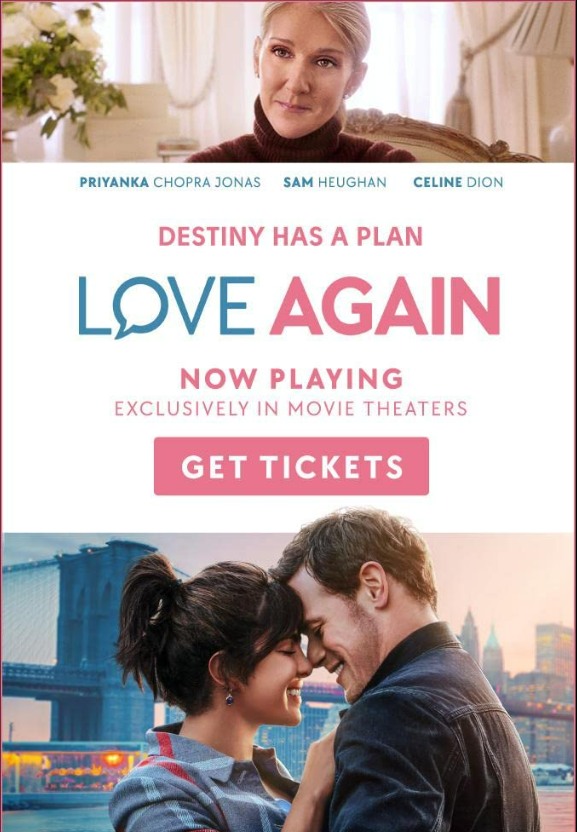 PRIYANKA CHOPRA JONAS SAM HEUGHAN CELINE DION
DESTINY HAS A PLAN
LOVE AGAIN
NOW PLAYING
EXCLUSIVELY IN MOVIE THEATERS
GET TICKETS